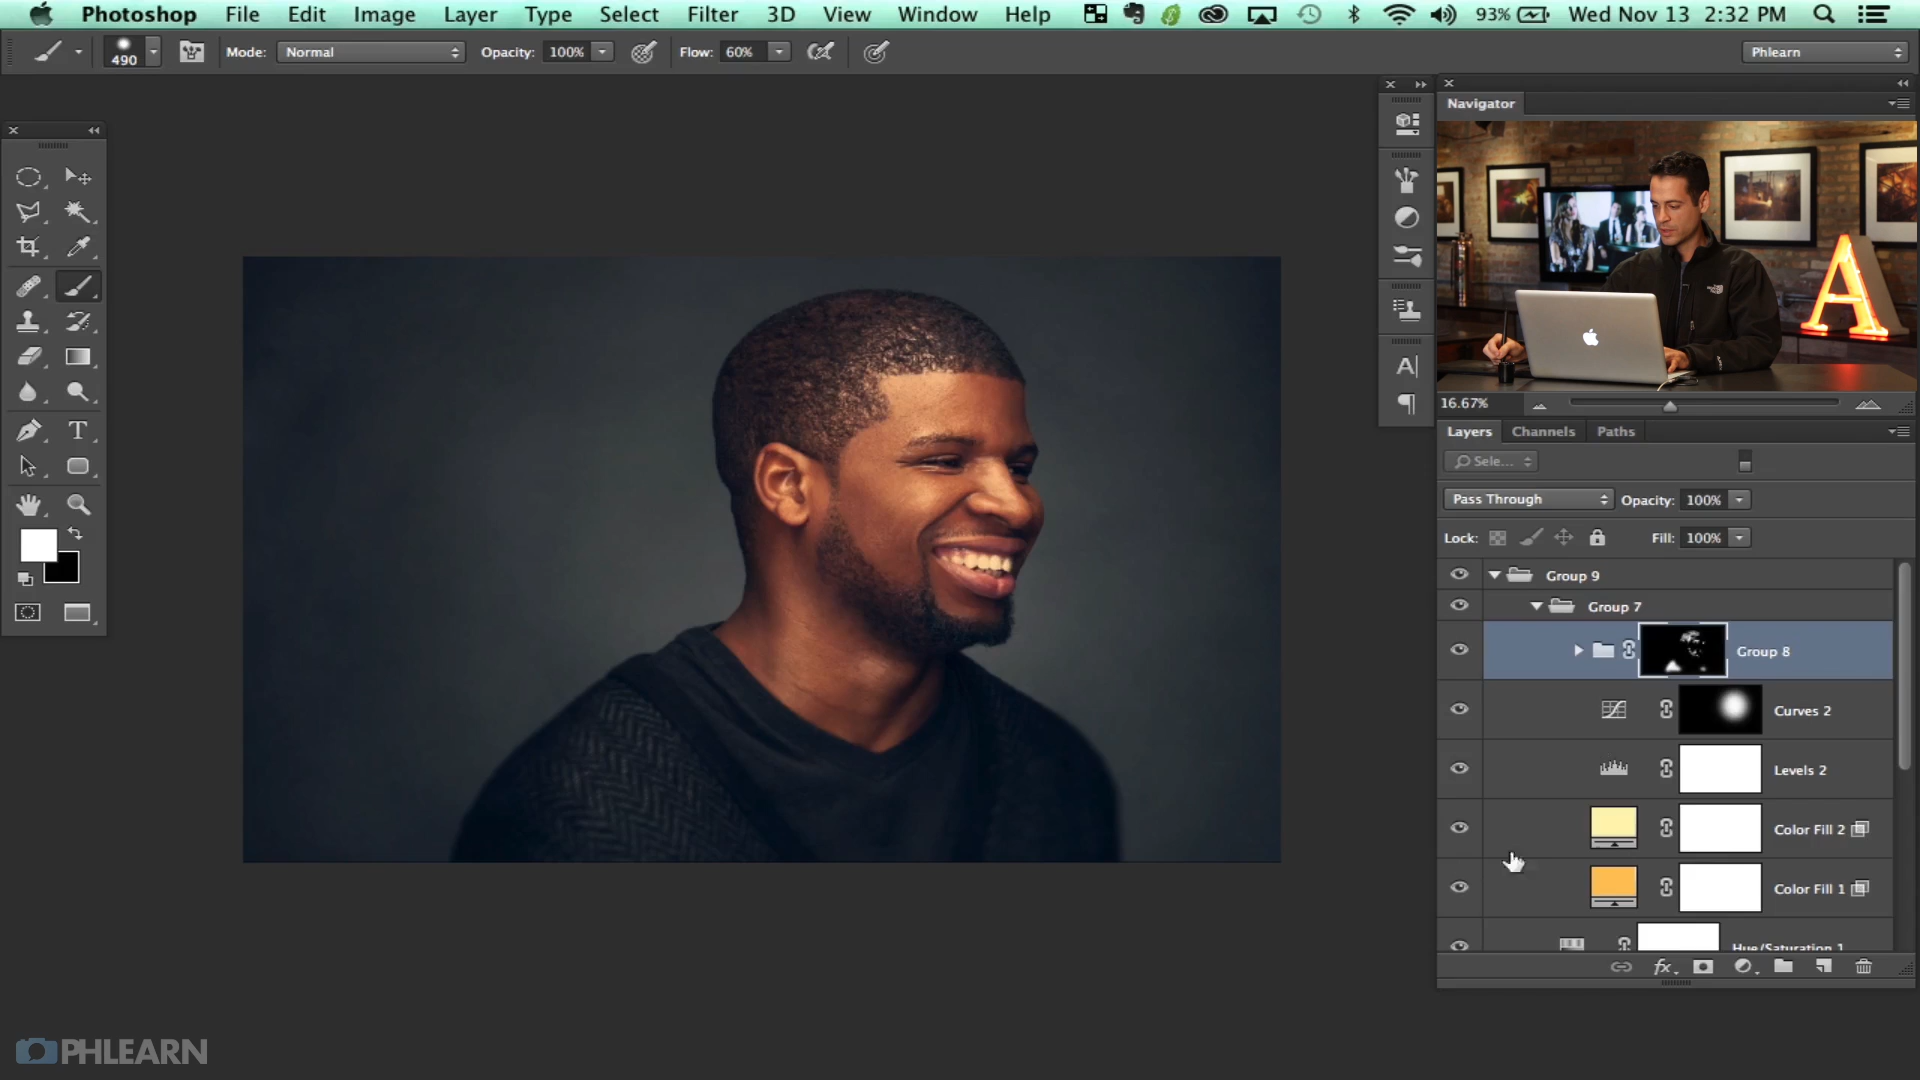 Photoshop File Edit Image Layer Type Select Filter 3D View Window Help 93% Wed Nov 13 2:32 PM
490 Mode: Normal Opacity: 100% Flow: 60% Phlearn
Navigator
A
16.67%
Layers Channels Paths
Sele...
Pass Through Opacity: 100%
Lock: Fill: 100%
Group 9
Group 7
Group 8
Curves 2
Levels 2
Color Fill 2
Color Fill 1
Hue/Saturation 1
PHLEARN